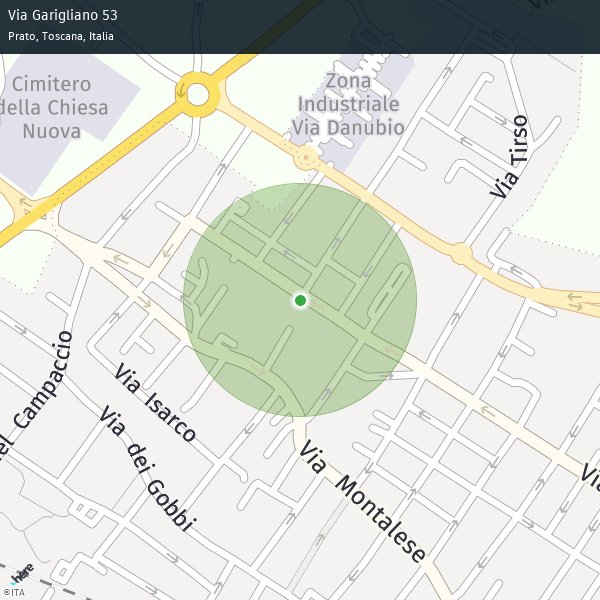 Via Garigliano 53
Prato, Toscana, Italia
Cimitero
della Chiesa
Nuova
Zona
Industriale
Via Danubio
Via Tirso
Campaccio
Via Isarco
Via dei Gobbi
Via Montalese
here
©ITA